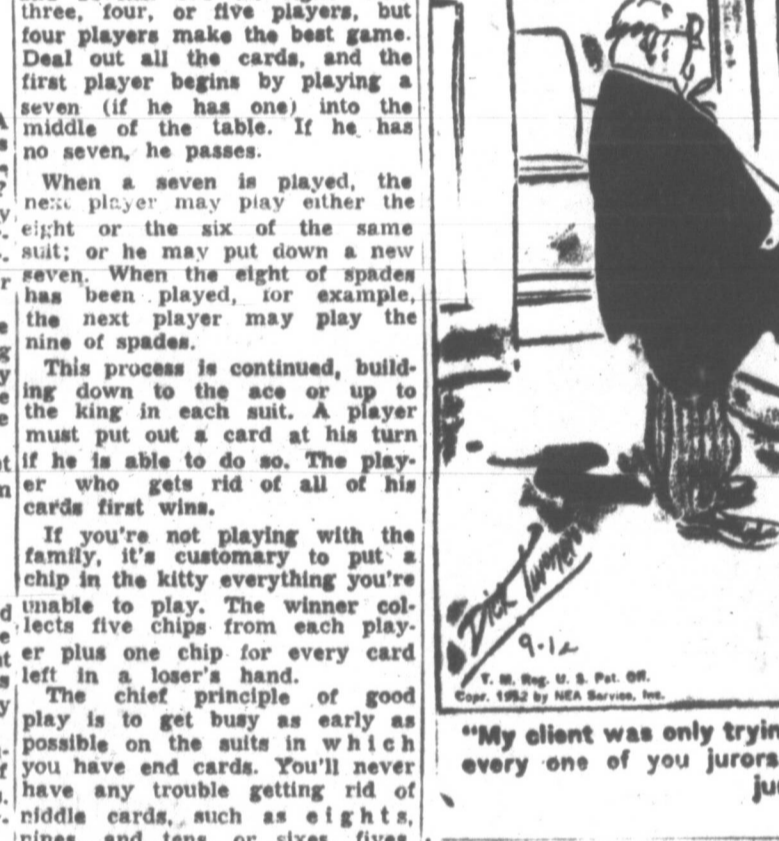 three, four, or five players, but
four players make the best game.
Deal out all the cards, and the
first player begins by playing a
seven (if he has one) into the
middle of the table. If he has
no seven, he passes.
When a seven is played, the
next player may play either the
eight or the six of the same
suit; or he may put down a new
seven. When the eight of spades
has been played, for example,
the next player may play the
nine of spades.
This process is continued, build-
ing down to the ace or up to
the king in each suit. A player
must put out a card at his turn
if he is able to do so. The play-
er who gets rid of all of his
cards first wins.
If you're not playing with the
family, it's customary to put a
chip in the kitty everything you're
unable to play. The winner col-
lects five chips from each play-
er plus one chip for every card
left in a loser's hand.
The chief principle of good
play is to get busy as early as
possible on the suits in which
you have end cards. You'll never
have any trouble getting rid of
niddle cards, such as eights,
nines and tens or sixes fives
Dick Turner
9-12
T. M. Reg. U. S. Pat. Off.
Copr. 1952 by NEA Service, Inc.
"My client was only tryin
every one of you jurors
ju